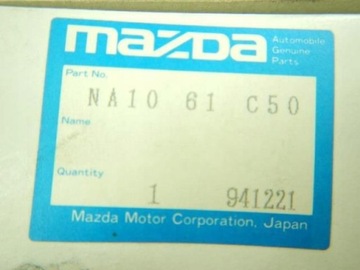 mazda Automobile Genuine Parts
Part No.
NA10 61 C50
Name
Quantity
1 941221
Mazda Motor Corporation, Japan